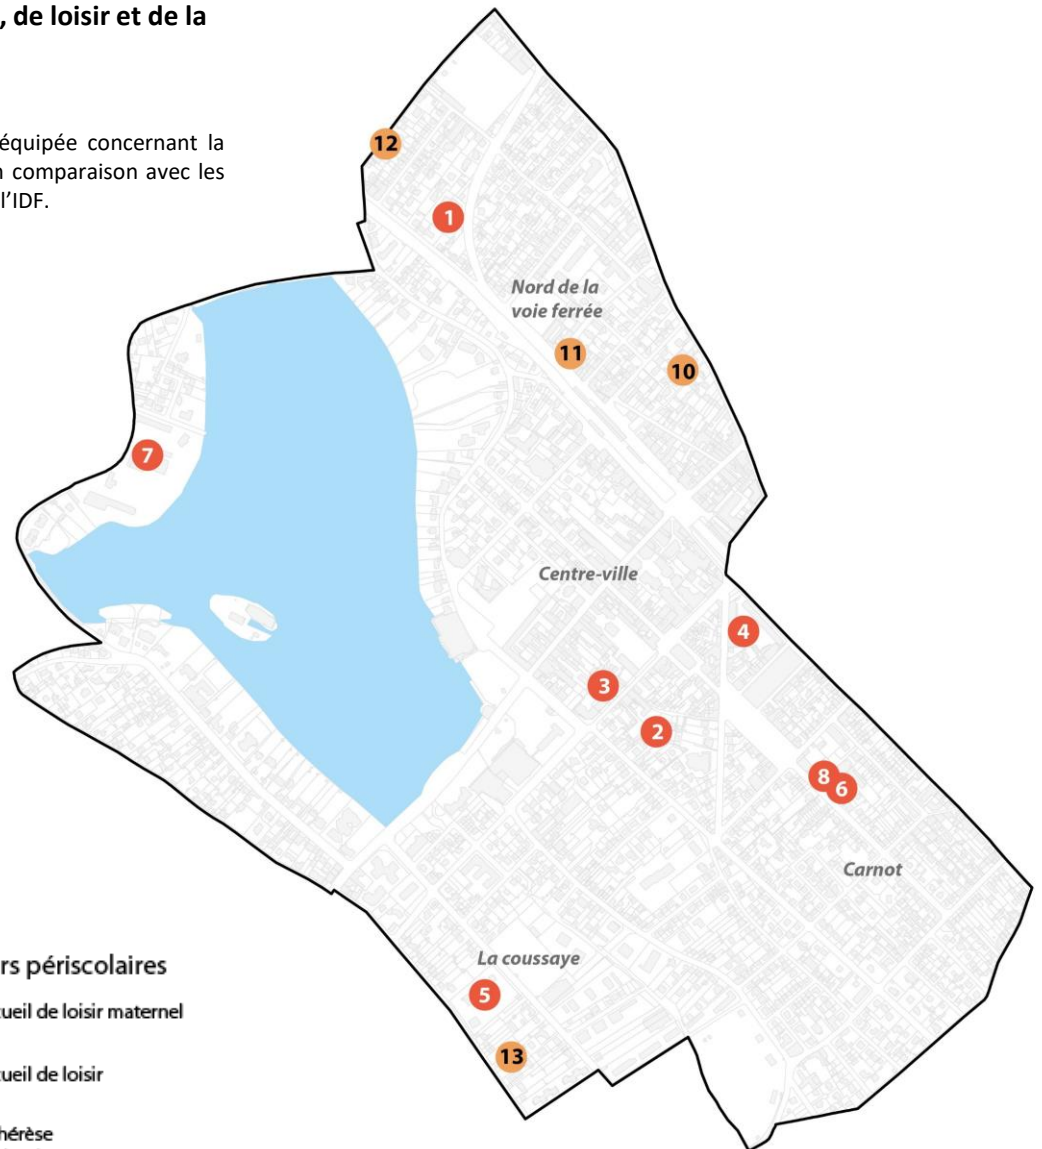 , de loisir et de la
équipée concernant la
n comparaison avec les
l'IDF.
12
1
Nord de la
voie ferrée
11
10
7
Centre-ville
4
3
2
8
6
Carnot
La coussaye
5
13
rs périscolaires
ueil de loisir maternel
ueil de loisir
hérèse